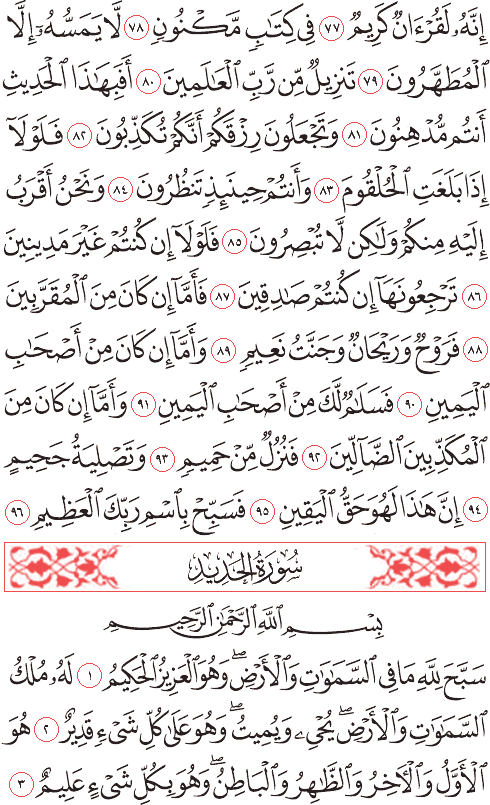 إِنَّهُۥ لَقُرْءَانٌ كَرِيمٌ ٧٧ فِى كِتَٰبٍ مَّكْنُونٍ ٧٨ لَّا يَمَسُّهُۥٓ إِلَّا
ٱلْمُطَهَّرُونَ ٧٩ تَنزِيلٌ مِّن رَّبِّ ٱلْعَٰلَمِينَ ٨٠ أَفَبِهَٰذَا ٱلْحَدِيثِ
أَنتُم مُّدْهِنُونَ ٨١ وَتَجْعَلُونَ رِزْقَكُمْ أَنَّكُمْ تُكَذِّبُونَ ٨٢ فَلَوْلَآ
إِذَا بَلَغَتِ ٱلْحُلْقُومَ ٨٣ وَأَنتُمْ حِينَئِذٍ تَنظُرُونَ ٨٤ وَنَحْنُ أَقْرَبُ
إِلَيْهِ مِنكُمْ وَلَٰكِن لَّا تُبْصِرُونَ ٨٥ فَلَوْلَآ إِن كُنتُمْ غَيْرَ مَدِينِينَ
٨٦ تَرْجِعُونَهَآ إِن كُنتُمْ صَٰدِقِينَ ٨٧ فَأَمَّآ إِن كَانَ مِنَ ٱلْمُقَرَّبِينَ
٨٨ فَرَوْحٌ وَرَيْحَانٌ وَجَنَّتُ نَعِيمٍ ٨٩ وَأَمَّآ إِن كَانَ مِنْ أَصْحَٰبِ
ٱلْيَمِينِ ٩٠ فَسَلَٰمٌ لَّكَ مِنْ أَصْحَٰبِ ٱلْيَمِينِ ٩١ وَأَمَّآ إِن كَانَ مِنَ
ٱلْمُكَذِّبِينَ ٱلضَّآلِّينَ ٩٢ فَنُزُلٌ مِّنْ حَمِيمٍ ٩٣ وَتَصْلِيَةُ جَحِيمٍ
٩٤ إِنَّ هَٰذَا لَهُوَ حَقُّ ٱلْيَقِينِ ٩٥ فَسَبِّحْ بِٱسْمِ رَبِّكَ ٱلْعَظِيمِ ٩٦
سُورَةُ الحَدِيدِ
بِسْمِ ٱللَّهِ ٱلرَّحْمَٰنِ ٱلرَّحِيمِ
سَبَّحَ لِلَّهِ مَا فِى ٱلسَّمَٰوَٰتِ وَٱلْأَرْضِ ۖ وَهُوَ ٱلْعَزِيزُ ٱلْحَكِيمُ ١ لَهُۥ مُلْكُ
ٱلسَّمَٰوَٰتِ وَٱلْأَرْضِ ۖ يُحْىِۦ وَيُمِيتُ ۖ وَهُوَ عَلَىٰ كُلِّ شَىْءٍ قَدِيرٌ ٢ هُوَ
ٱلْأَوَّلُ وَٱلْءَاخِرُ وَٱلظَّٰهِرُ وَٱلْبَاطِنُ ۖ وَهُوَ بِكُلِّ شَىْءٍ عَلِيمٌ ٣